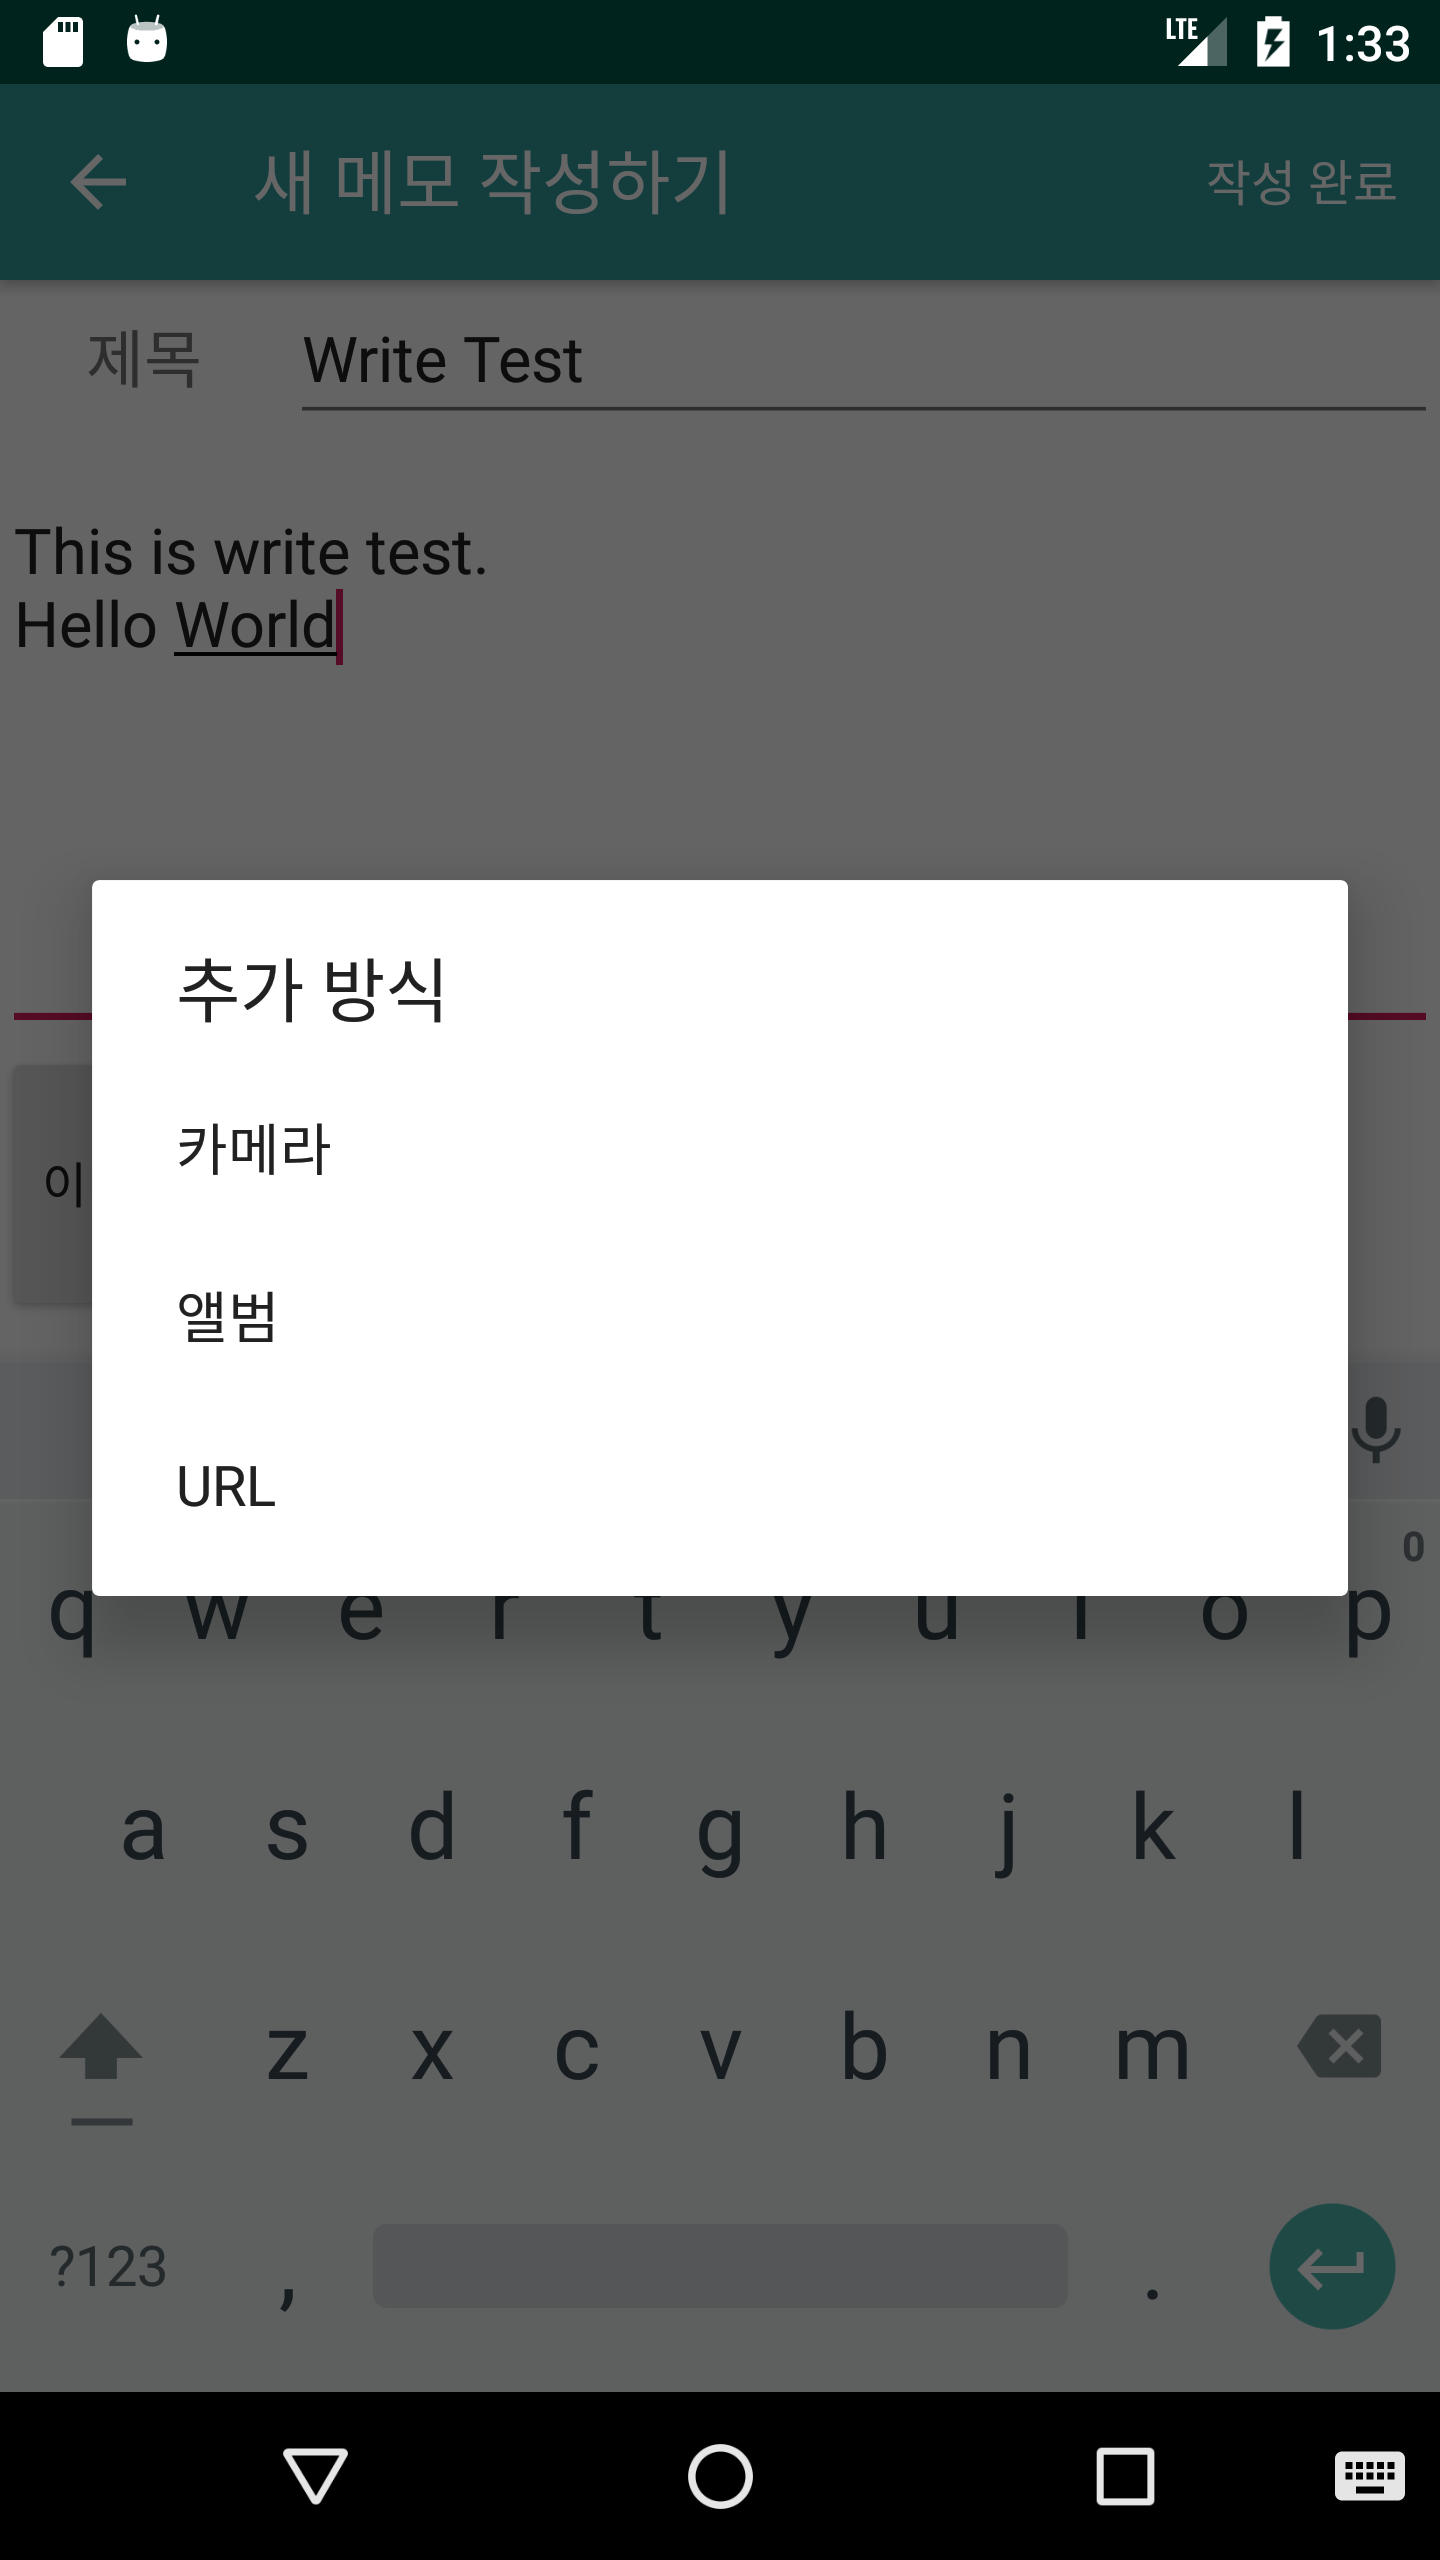 LTE 1:33
새 메모 작성하기 작성 완료
제목 Write Test
This is write test.
Hello World
추가 방식
카메라
이
앨범
URL
0
q w e r t y u i o p
a s d f g h j k l
z x c v b n m
?123 , .